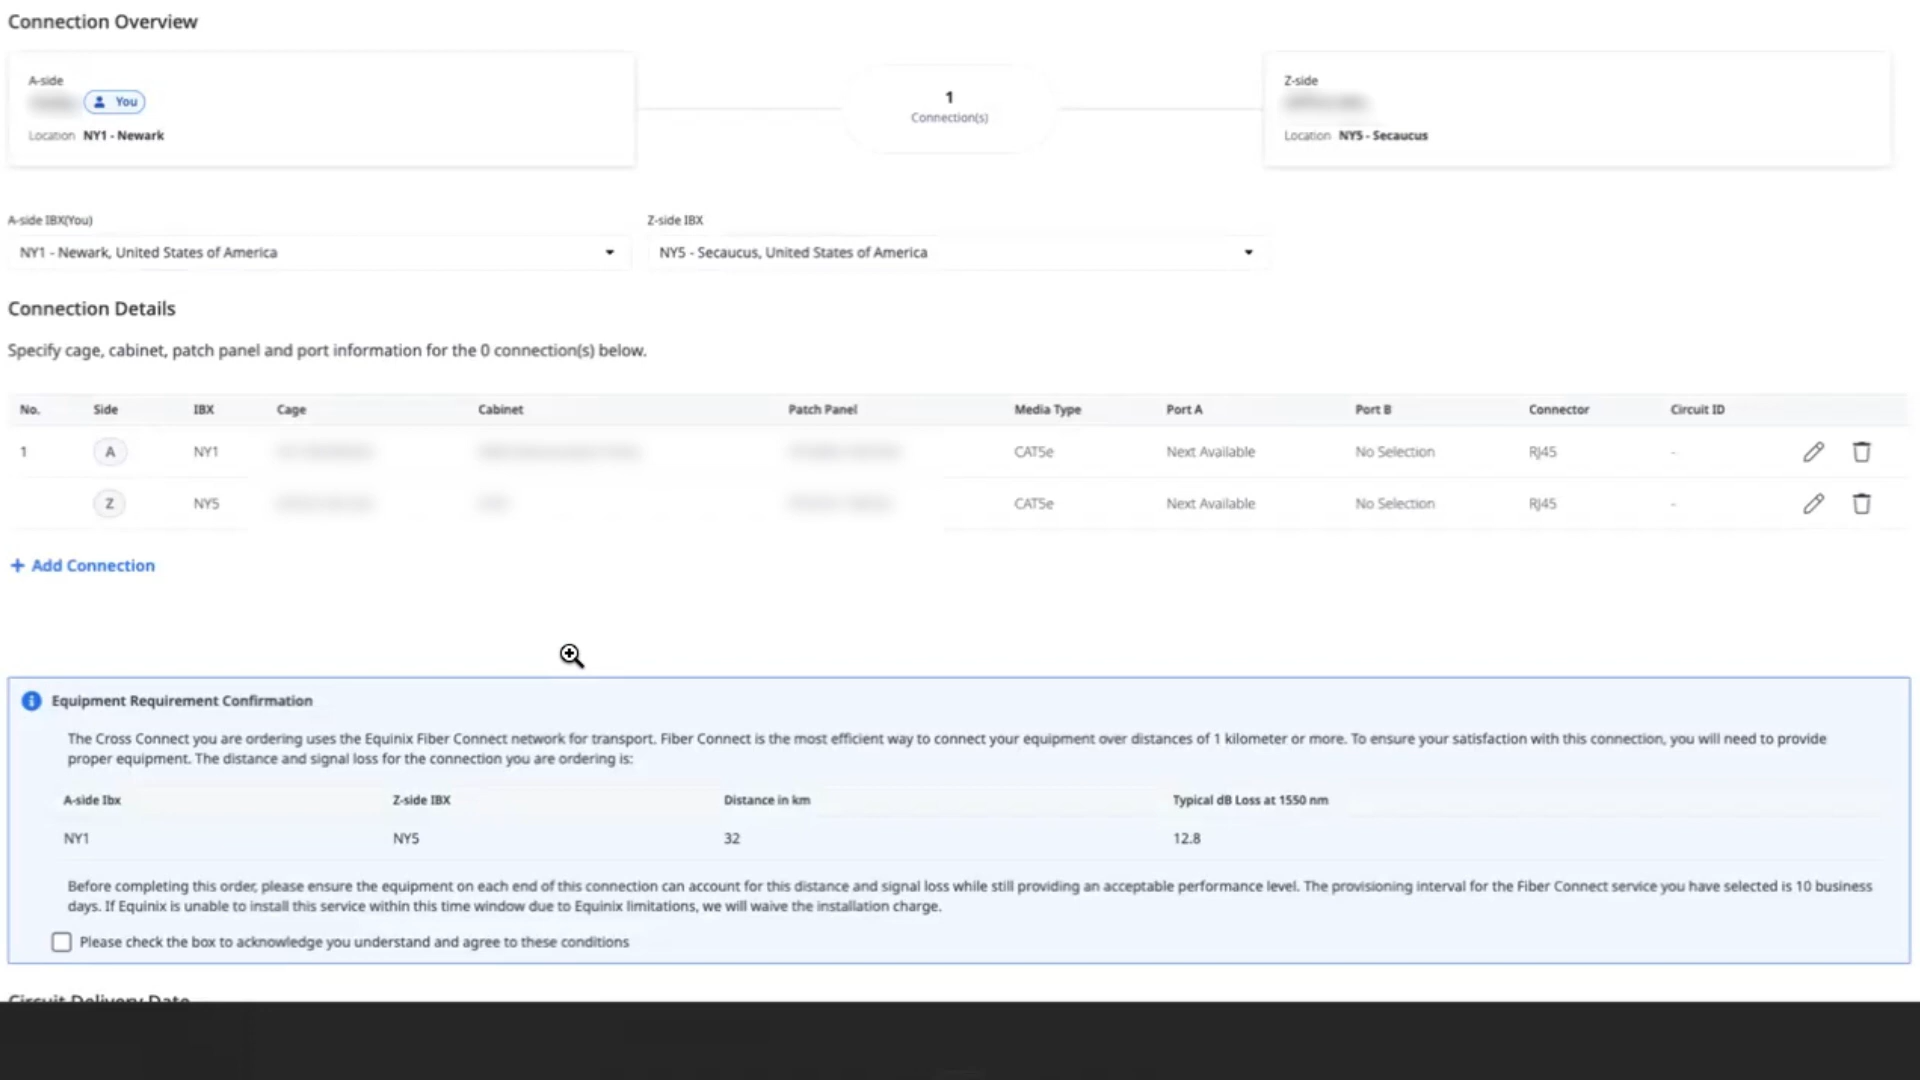 Connection Overview
A-side
You
Location NY1 - Newark
1
Connection(s)
Z-side
Location NY5 - Secaucus
A-side IBX(You)
NY1 - Newark, United States of America
Z-side IBX
NY5 - Secaucus, United States of America
Connection Details
Specify cage, cabinet, patch panel and port information for the 0 connection(s) below.
No. Side IBX Cage Cabinet Patch Panel Media Type Port A Port B Connector Circuit ID
1 A NY1 CAT5e Next Available No Selection RJ45 -
Z NY5 CAT5e Next Available No Selection RJ45 -
+ Add Connection
Equipment Requirement Confirmation
The Cross Connect you are ordering uses the Equinix Fiber Connect network for transport. Fiber Connect is the most efficient way to connect your equipment over distances of 1 kilometer or more. To ensure your satisfaction with this connection, you will need to provide
proper equipment. The distance and signal loss for the connection you are ordering is:
A-side Ibx Z-side IBX Distance in km Typical dB Loss at 1550 nm
NY1 NY5 32 12.8
Before completing this order, please ensure the equipment on each end of this connection can account for this distance and signal loss while still providing an acceptable performance level. The provisioning interval for the Fiber Connect service you have selected is 10 business
days. If Equinix is unable to install this service within this time window due to Equinix limitations, we will waive the installation charge.
Please check the box to acknowledge you understand and agree to these conditions
Circuit Delivery Date